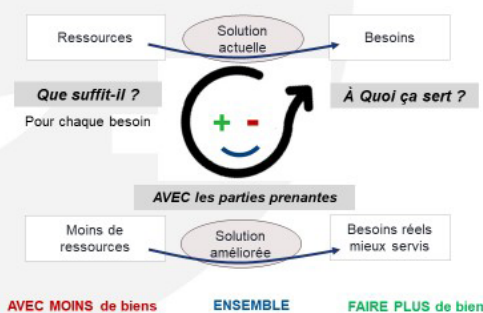 Ressources
Solution
actuelle
Besoins
Que suffit-il ?
Pour chaque besoin
À Quoi ça sert ?
+ -
AVEC les parties prenantes
Moins de
ressources
Solution
améliorée
Besoins réels
mieux servis
AVEC MOINS de biens
ENSEMBLE
FAIRE PLUS de bien